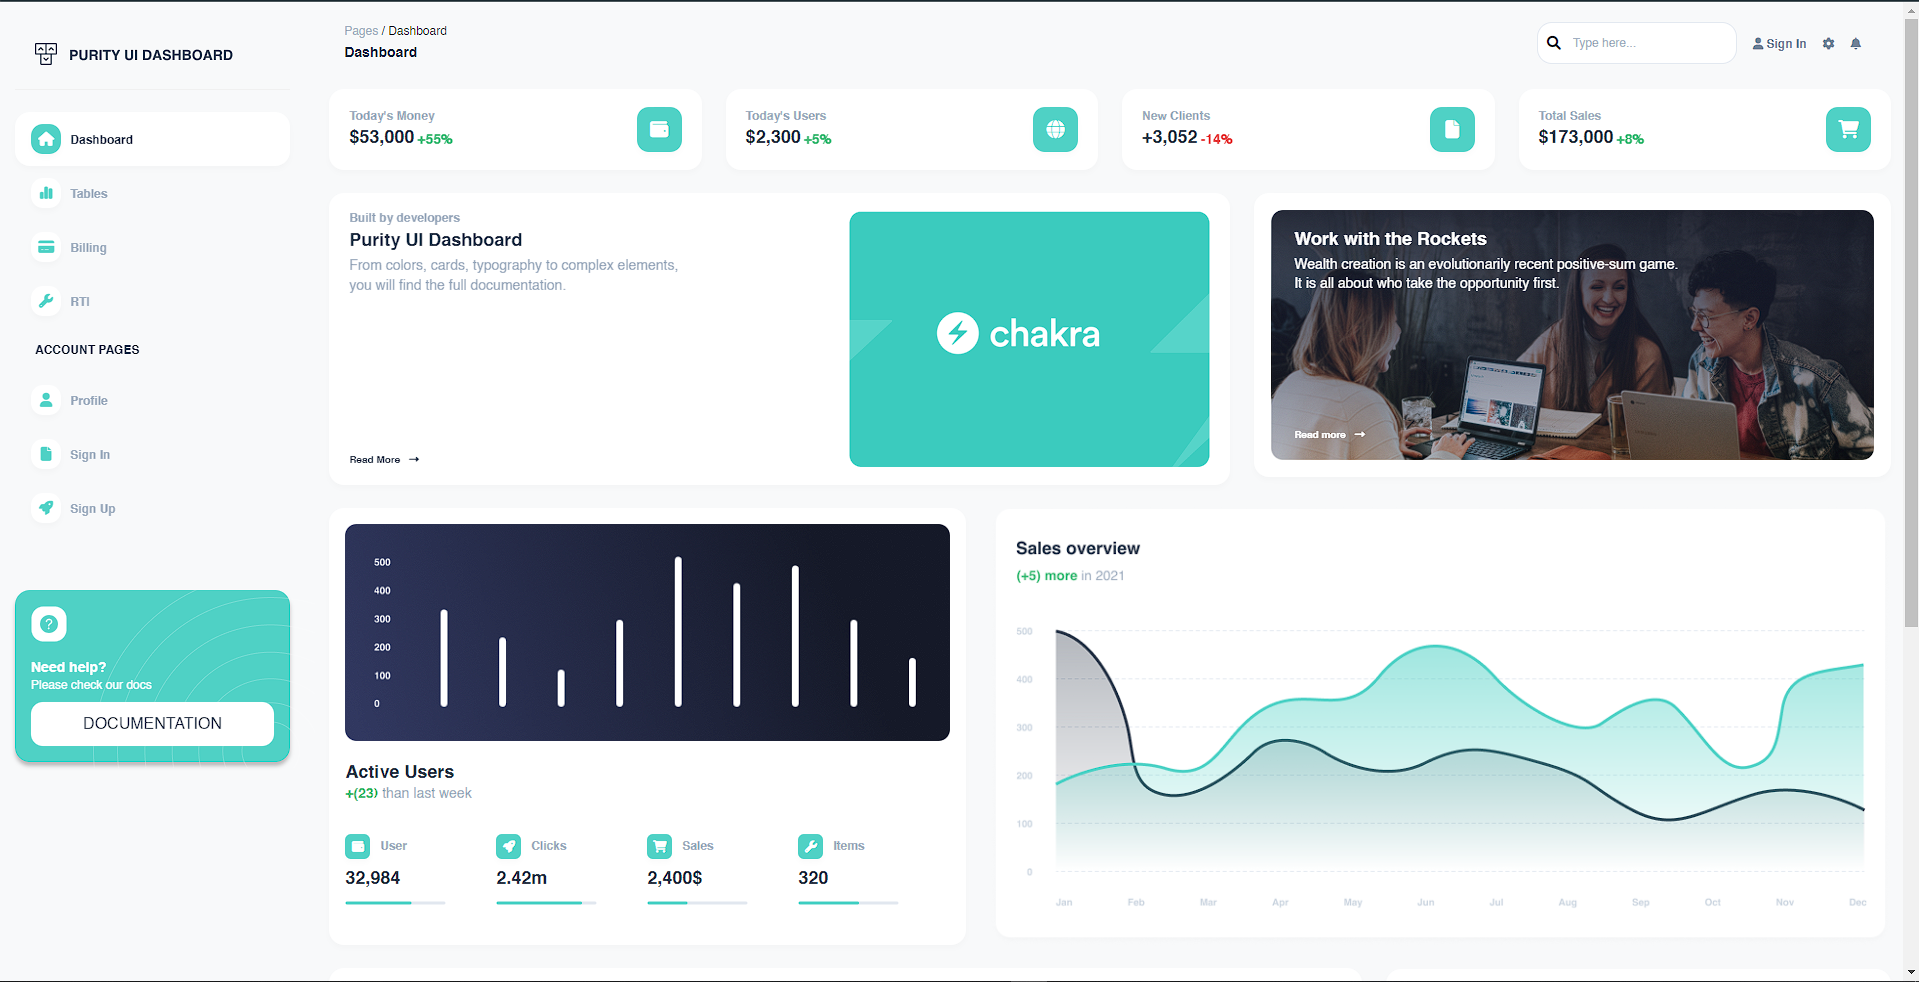 PURITY UI DASHBOARD
Dashboard
Tables
Billing
RTl
ACCOUNT PAGES
Profile
Sign In
Sign Up
Need help?
Please check our docs
DOCUMENTATION
Pages / Dashboard
Dashboard
Type here...
Sign In
Today's Money
$53,000 +55%
Today's Users
$2,300 +5%
New Clients
+3,052 -14%
Total Sales
$173,000 +8%
Built by developers
Purity UI Dashboard
From colors, cards, typography to complex elements,
you will find the full documentation.
Read More
chakra
Work with the Rockets
Wealth creation is an evolutionarily recent positive-sum game.
It is all about who take the opportunity first.
Read more
500
400
300
200
100
0
Active Users
+(23) than last week
User
32,984
Clicks
2.42m
Sales
2,400$
Items
320
Sales overview
(+5) more in 2021
500
400
300
200
100
0
Jan Feb Mar Apr May Jun Jul Aug Sep Oct Nov Dec